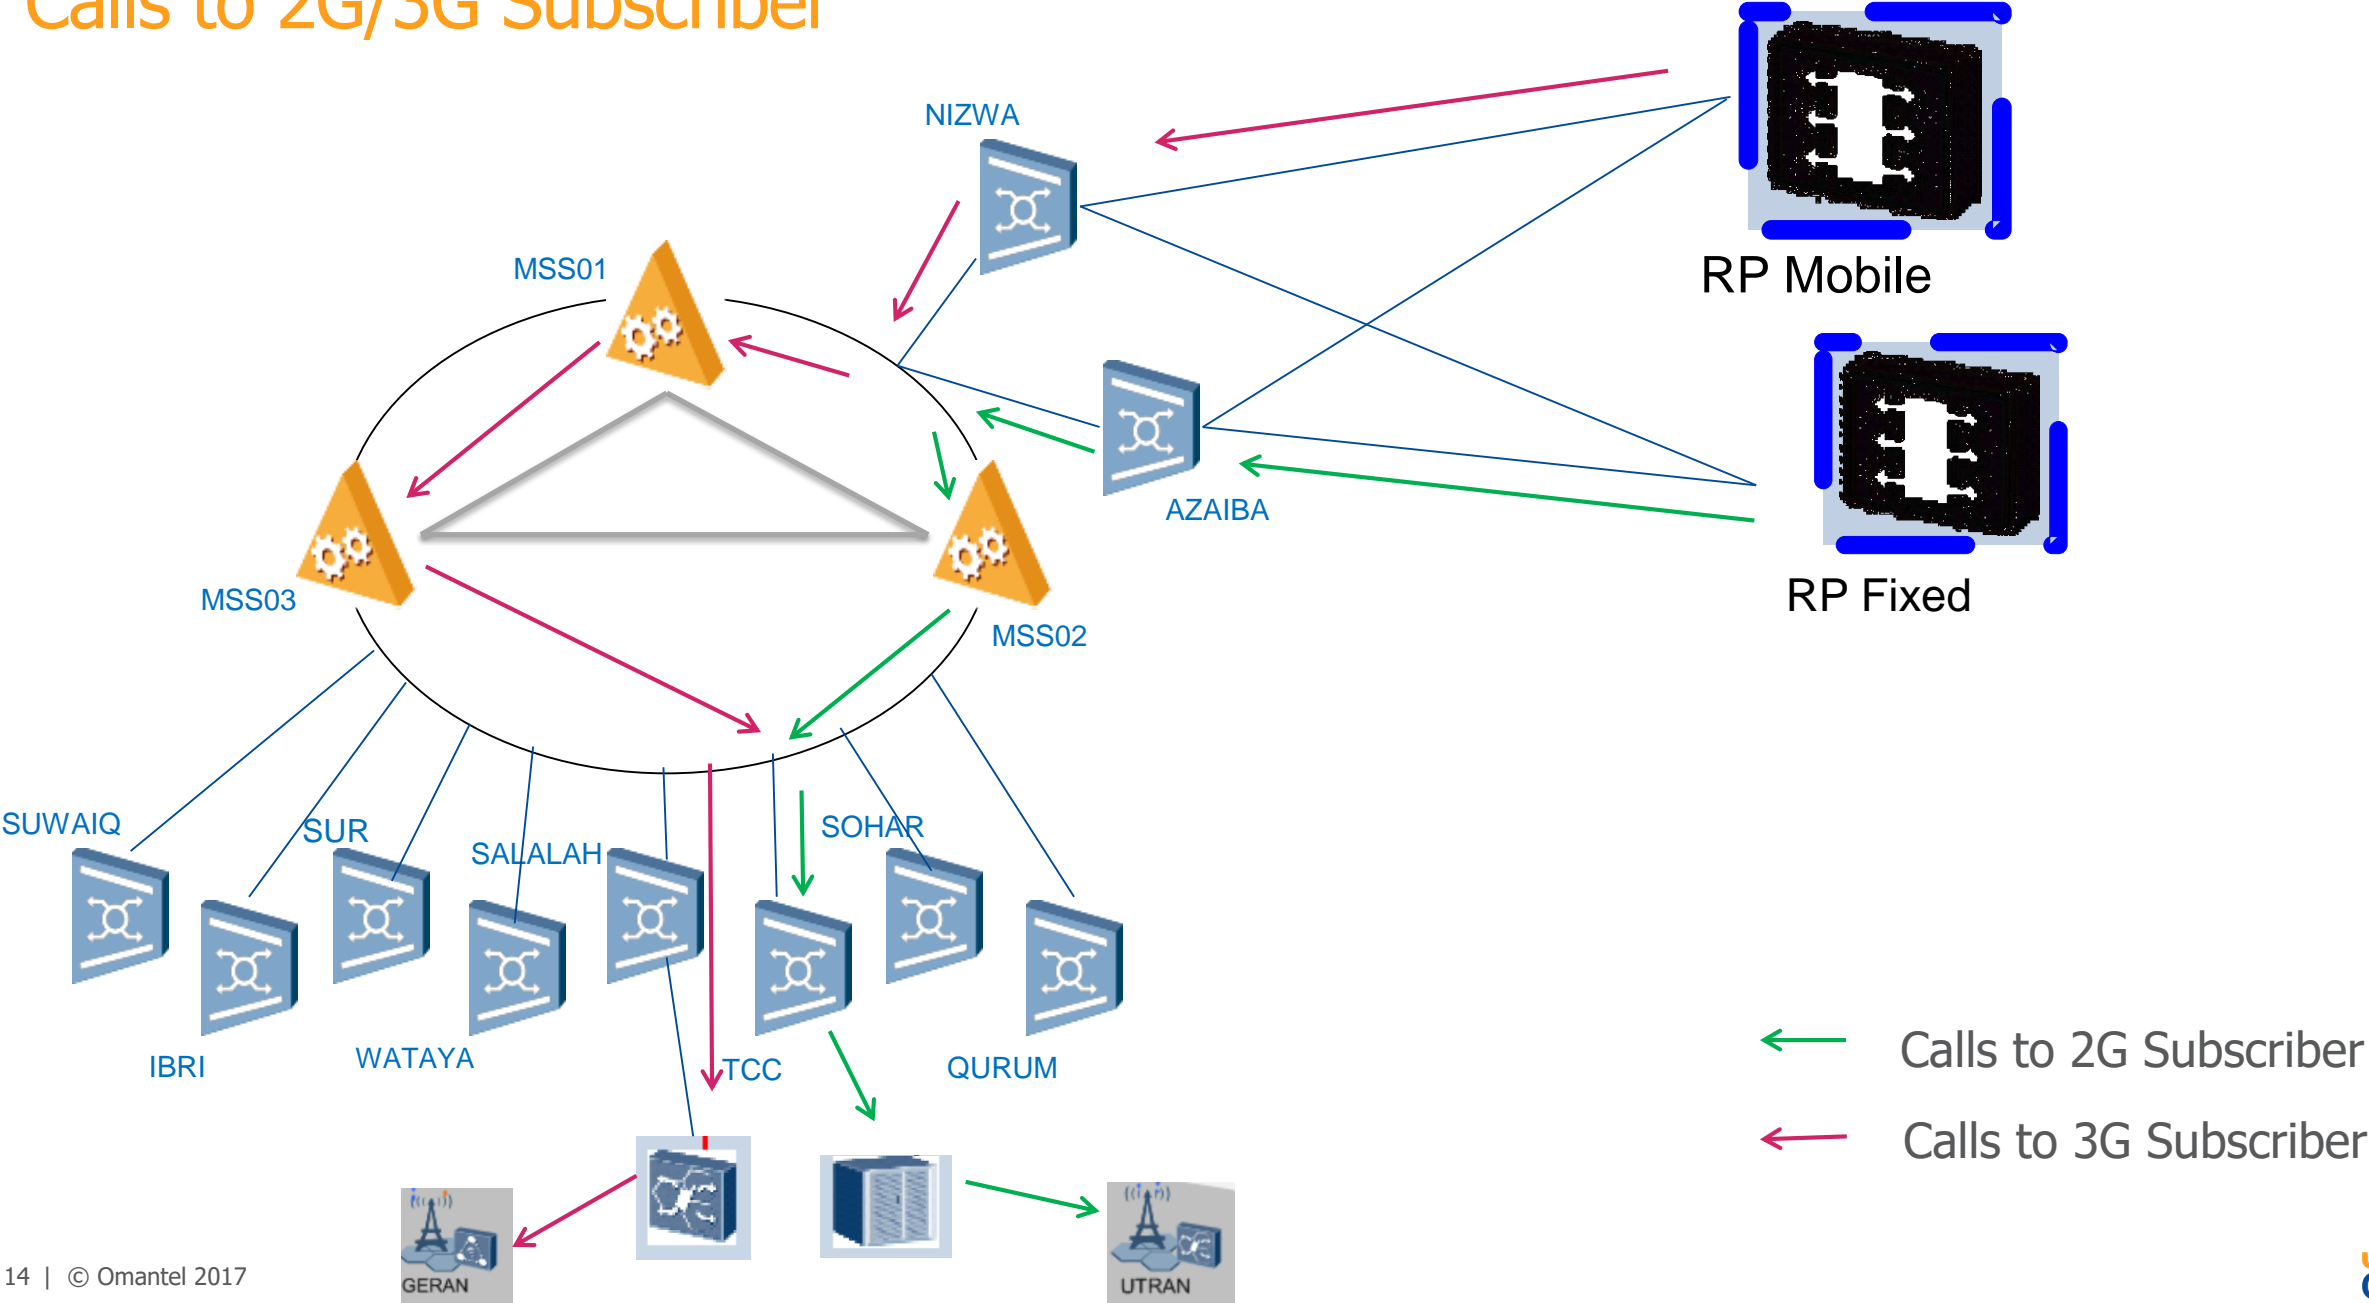 Calls to 2G/3G Subscriber
NIZWA
MSS01
RP Mobile
AZAIBA
RP Fixed
MSS03
MSS02
SUWAIQ
SUR
SALALAH
SOHAR
IBRI
WATAYA
TCC
QURUM
Calls to 2G Subscriber
Calls to 3G Subscriber
GERAN
UTRAN
14 | © Omantel 2017